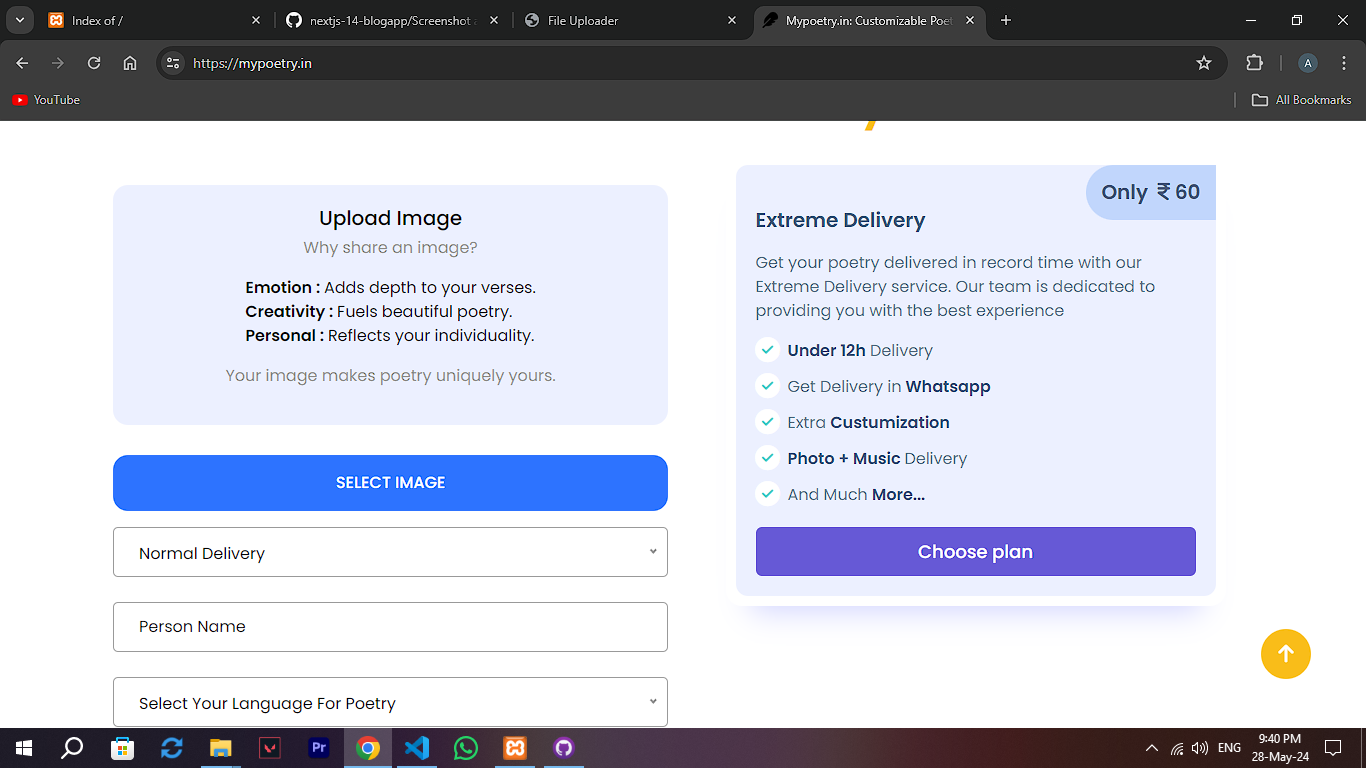 Index of /
nextjs-14-blogapp/Screenshot
File Uploader
Mypoetry.in: Customizable Poet
https://mypoetry.in
A
YouTube
All Bookmarks
Upload Image
Why share an image?
Emotion : Adds depth to your verses.
Creativity : Fuels beautiful poetry.
Personal : Reflects your individuality.
Your image makes poetry uniquely yours.
SELECT IMAGE
Normal Delivery
Person Name
Select Your Language For Poetry
Only ₹ 60
Extreme Delivery
Get your poetry delivered in record time with our
Extreme Delivery service. Our team is dedicated to
providing you with the best experience
Under 12h Delivery
Get Delivery in Whatsapp
Extra Custumization
Photo + Music Delivery
And Much More...
Choose plan
Pr
ENG
9:40 PM
28-May-24